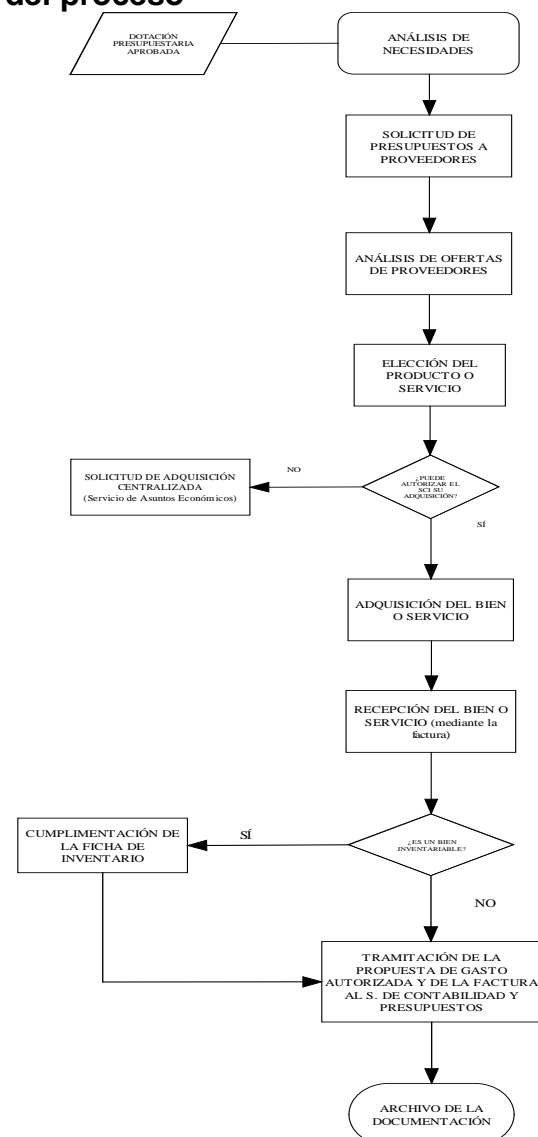 del proceso
DOTACIÓN
PRESUPUESTARIA
APROBADA
ANÁLISIS DE
NECESIDADES
SOLICITUD DE
PRESUPUESTOS A
PROVEEDORES
ANÁLISIS DE OFERTAS
DE PROVEEDORES
ELECCIÓN DEL
PRODUCTO O
SERVICIO
SOLICITUD DE ADQUISICIÓN
CENTRALIZADA
(Servicio de Asuntos Económicos)
NO
¿PUEDE
AUTORIZAR EL
SCI SU
ADQUISICIÓN?
SÍ
ADQUISICIÓN DEL BIEN
O SERVICIO
RECEPCIÓN DEL BIEN O
SERVICIO (mediante la
factura)
CUMPLIMENTACIÓN DE
LA FICHA DE
INVENTARIO
SÍ
¿ES UN BIEN
INVENTARIABLE?
NO
TRAMITACIÓN DE LA
PROPUESTA DE GASTO
AUTORIZADA Y DE LA FACTURA
AL S. DE CONTABILIDAD Y
PRESUPUESTOS
ARCHIVO DE LA
DOCUMENTACIÓN